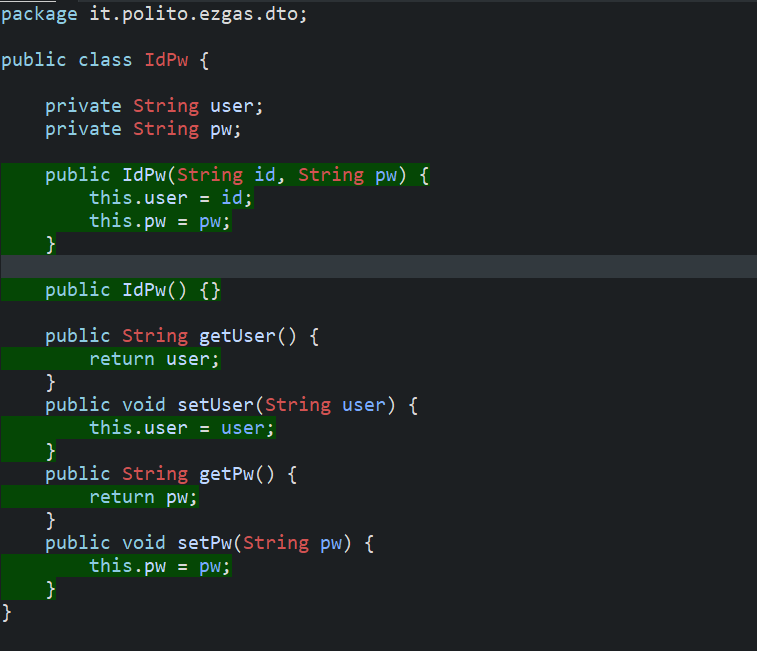 package it.polito.ezgas.dto;
public class IdPw {
private String user;
private String pw;
public IdPw(String id, String pw) {
this.user = id;
this.pw = pw;
}
public IdPw() {}
public String getUser() {
return user;
}
public void setUser(String user) {
this.user = user;
}
public String getPw() {
return pw;
}
public void setPw(String pw) {
this.pw = pw;
}
}